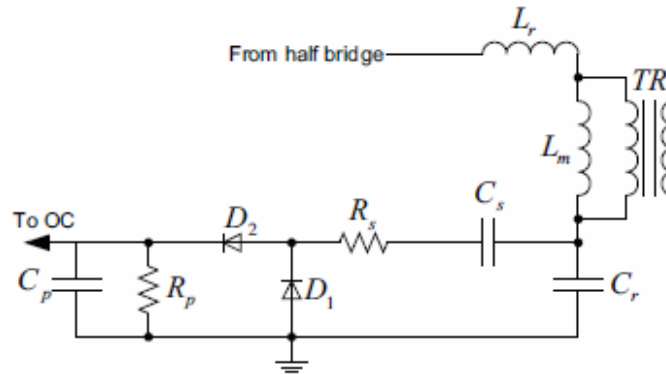 L_r
From half bridge
TR
L_m
C_s
R_s
To OC
D_2
C_p
R_p
D_1
C_r